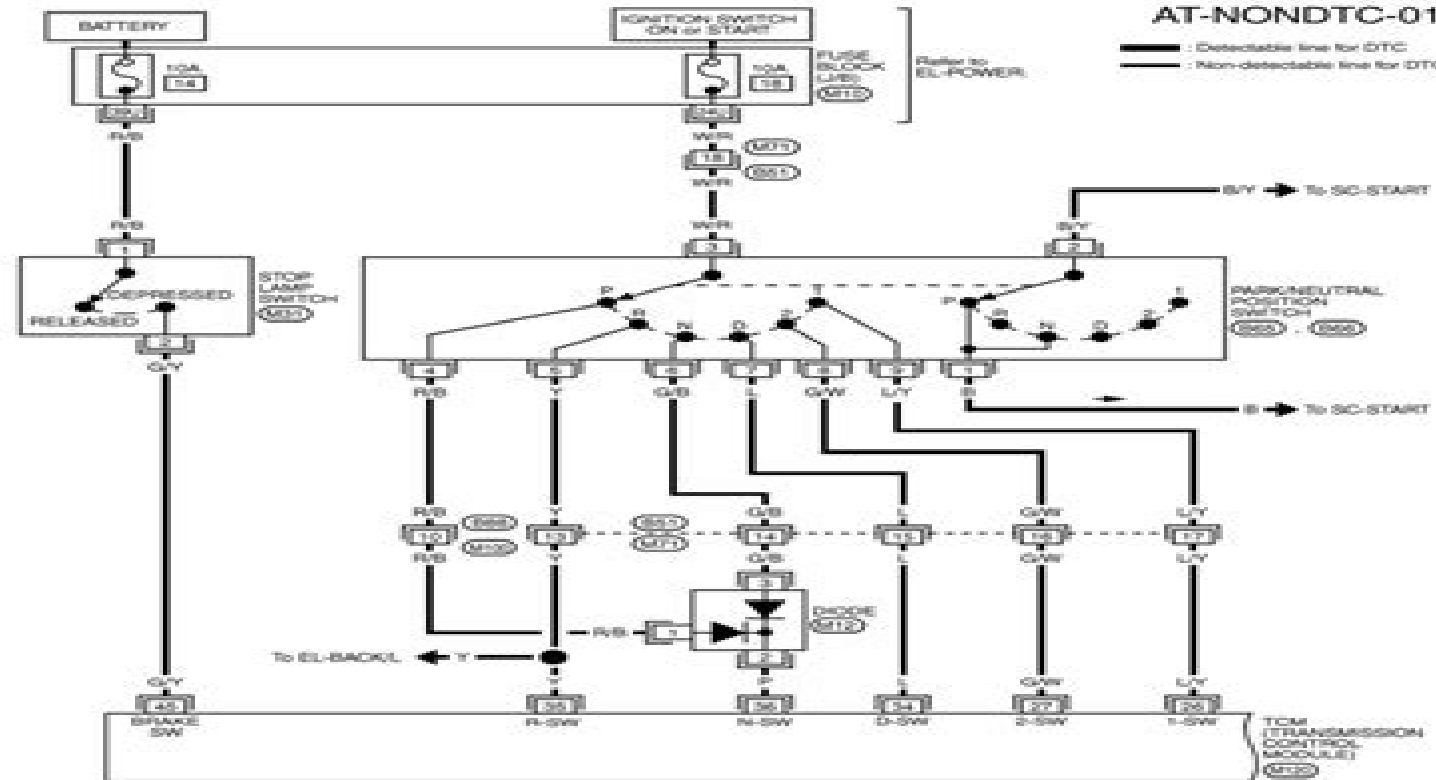 AT-NONDTC-01
BATTERY
IGNITION SWITCH
ON or START
: Detectable line for DTC
: Non-detectable line for DTC
10A
14
10A
18
FUSE
BLOCK
(J/B)
Refer to
EL-POWER.
R/B
W/R
18
M71
B51
W/R
B/Y
To SC-START
R/B
W/R
B/Y
1
3
2
STOP
LAMP
SWITCH
DEPRESSED
RELEASED
P
R
N
D
2
1
P
R
N
D
2
1
PARK/NEUTRAL
POSITION
SWITCH
2
G/Y
4
5
6
7
8
9
1
R/B
Y
G/B
L
G/W
L/Y
B
B
To SC-START
R/B
Y
G/B
L
G/W
L/Y
10
13
B51
M71
14
15
16
17
R/B
Y
G/B
L
G/W
L/Y
3
DIODE
M12
R/B
1
2
To EL-BACK/L
Y
G/Y
Y
P
L
G/W
L/Y
45
35
36
34
27
26
BRAKE
SW
R-SW
N-SW
D-SW
2-SW
1-SW
TCM
(TRANSMISSION
CONTROL
MODULE)